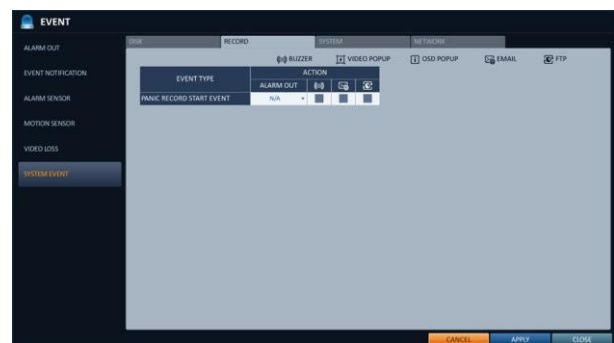 EVENT
DISK RECORD SYSTEM NETWORK
ALARM OUT
BUZZER VIDEO POPUP OSD POPUP EMAIL FTP
EVENT NOTIFICATION
EVENT TYPE ACTION
ALARM OUT
ALARM SENSOR
PANIC RECORD START EVENT N/A
MOTION SENSOR
VIDEO LOSS
SYSTEM EVENT
CANCEL APPLY CLOSE